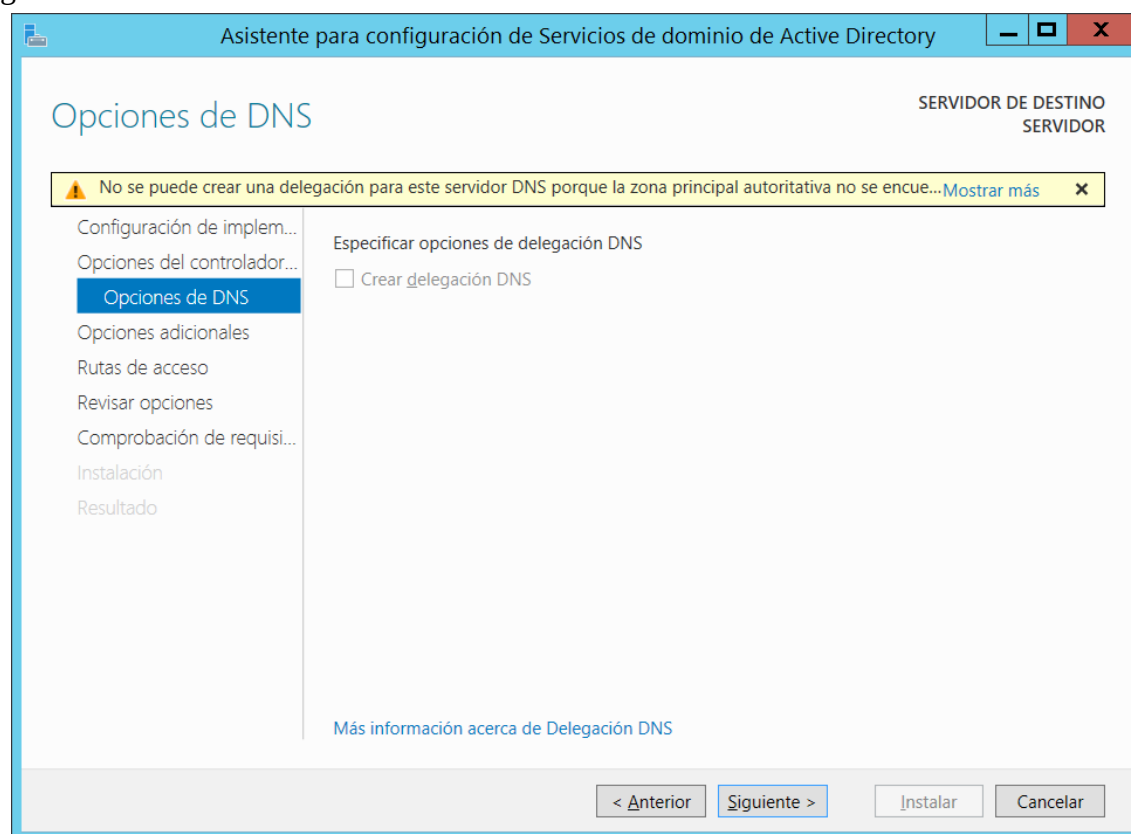 Asistente para configuración de Servicios de dominio de Active Directory
Opciones de DNS
SERVIDOR DE DESTINO
SERVIDOR
No se puede crear una delegación para este servidor DNS porque la zona principal autoritativa no se encue...Mostrar más
Configuración de implem...
Opciones del controlador...
Opciones de DNS
Opciones adicionales
Rutas de acceso
Revisar opciones
Comprobación de requisi...
Instalación
Resultado
Especificar opciones de delegación DNS
Crear delegación DNS
Más información acerca de Delegación DNS
< Anterior
Siguiente >
Instalar
Cancelar